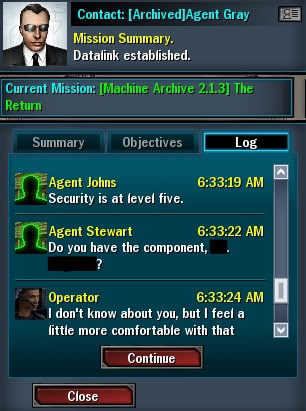 Contact: [Archived]Agent Gray
Mission Summary.
Datalink established.
Current Mission: [Machine Archive 2.1.3] The
Return
Summary
Objectives
Log
Agent Johns 6:33:19 AM
Security is at level five.
Agent Stewart 6:33:22 AM
Do you have the component, .
?
Operator 6:33:24 AM
I don't know about you, but I feel a
little more comfortable with that
Continue
Close